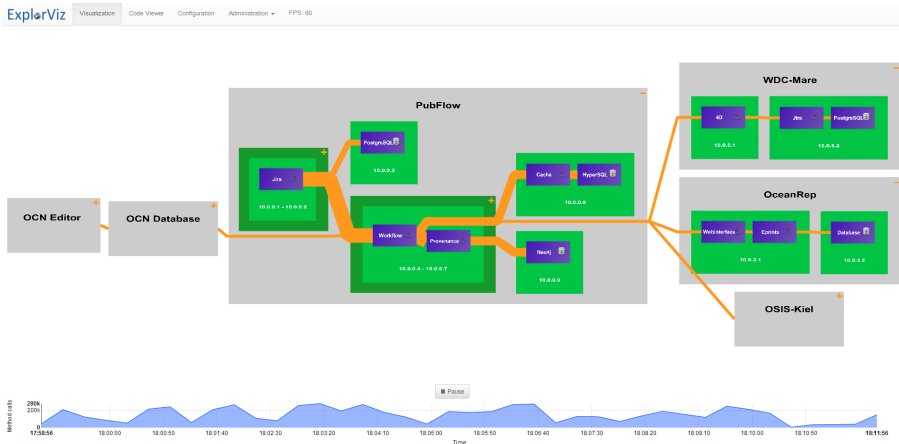 ExplorViz Visualization Code Viewer Configuration Administration FPS: 60
WDC-Mare
4D Jira PostgreSQL
10.0.5.1 10.0.5.2
PubFlow
PostgreSQL
10.0.0.3
Jira
10.0.0.1 - 10.0.0.2
Cache HyperSQL
10.0.0.8
Workflow Provenance
10.0.0.4 - 10.0.0.7
Neo4j
10.0.0.9
OCN Editor
OCN Database
OceanRep
Webinterface Eprints Database
10.0.3.1 10.0.3.2
OSIS-Kiel
Pause
Method calls
280k
200k
0
17:58:56 18:00:00 18:00:50 18:01:40 18:02:30 18:03:20 18:04:10 18:05:00 18:05:50 18:06:40 18:07:30 18:08:20 18:09:10 18:10:00 18:10:50 18:11:56
Time